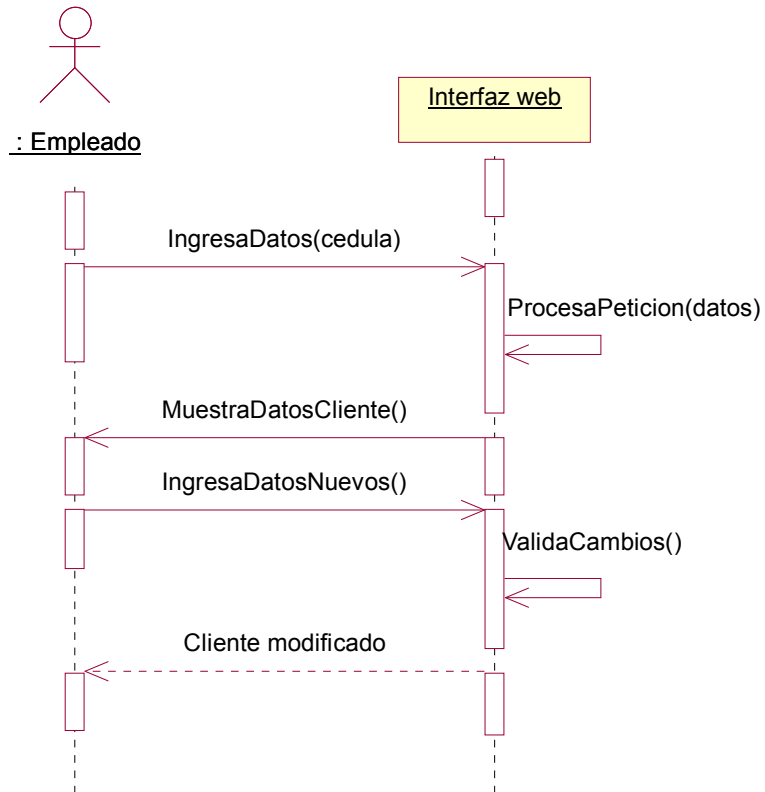 Interfaz web
: Empleado
IngresaDatos(cedula)
ProcesaPeticion(datos)
MuestraDatosCliente()
IngresaDatosNuevos()
ValidaCambios()
Cliente modificado